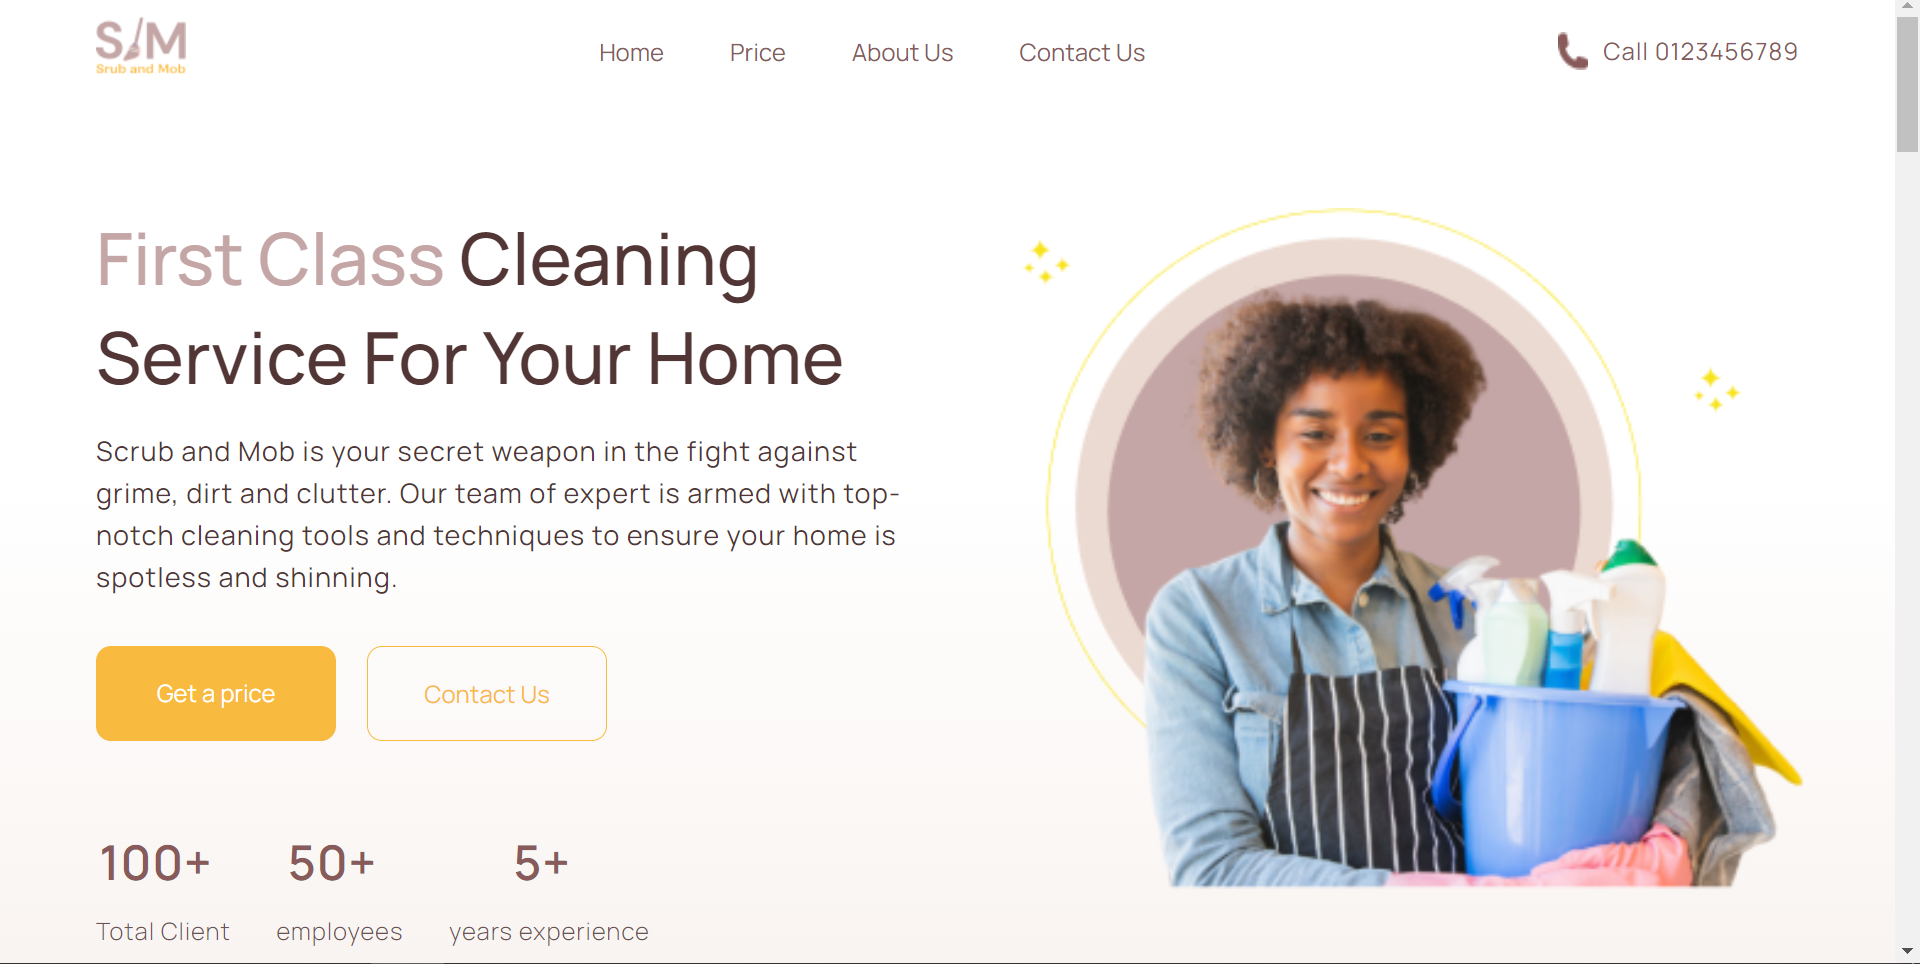 S M
Srub and Mob
Home Price About Us Contact Us
Call 0123456789
First Class Cleaning
Service For Your Home
Scrub and Mob is your secret weapon in the fight against
grime, dirt and clutter. Our team of expert is armed with top-
notch cleaning tools and techniques to ensure your home is
spotless and shinning.
Get a price Contact Us
100+ 50+ 5+
Total Client employees years experience